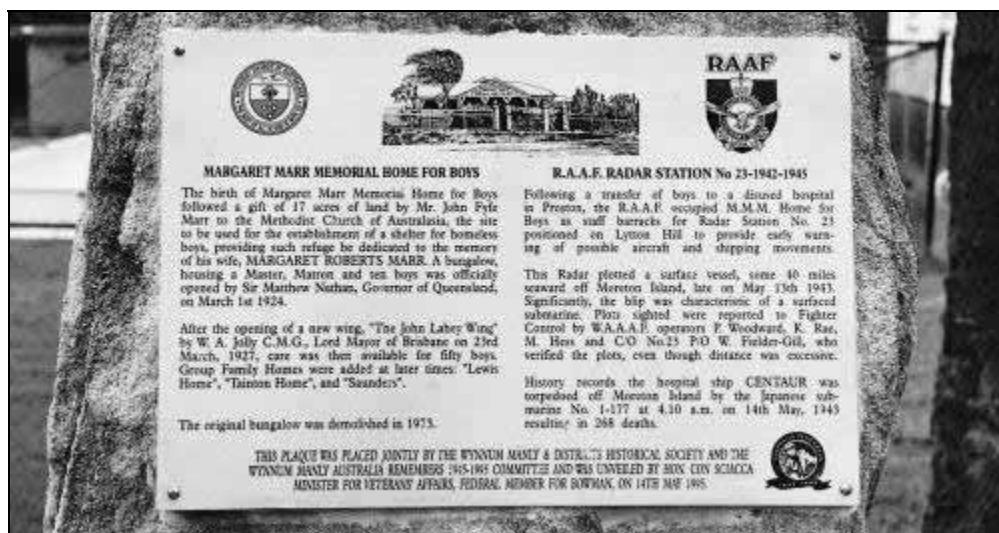 RAAF
MARGARET MARR MEMORIAL HOME FOR BOYS
The birth of Margaret Marr Memorial Home for Boys
followed a gift of 17 acres of land by Mr. John Fyfe
Marr to the Methodist Church of Australasia, the site
to be used for the establishment of a shelter for homeless
boys, providing such refuge be dedicated to the memory
of his wife, MARGARET ROBERTS MARR. A bungalow,
housing a Master, Matron and ten boys was officially
opened by Sir Matthew Nathan, Governor of Queensland,
on March 1st 1924.
After the opening of a new wing, "The John Lahey Wing"
by W. A. Jolly C.M.G., Lord Mayor of Brisbane on 23rd
March, 1927, care was then available for fifty boys.
Group Family Homes were added at later times: "Lewis
Home", "Tainton Home", and "Saunders".
The original bungalow was demolished in 1973.
R.A.A.F. RADAR STATION No 23-1942-1945
Following a transfer of boys to a disused hospital
in Preston, the R.A.A.F. occupied M.M.M. Home for
Boys as staff barracks for Radar Station No. 23
positioned on Lytton Hill to provide early warn-
ing of possible aircraft and shipping movements.
This Radar plotted a surface vessel, some 40 miles
seaward off Moreton Island, late on May 13th 1943.
Significantly, the blip was characteristic of a surfaced
submarine. Plots sighted were reported to Fighter
Control by W.A.A.A.F. operators P. Woodward, K. Rae,
M. Hess and C/O No.23 P/O W. Fielder-Gill, who
verified the plots, even though distance was excessive.
History records the hospital ship CENTAUR was
torpedoed off Moreton Island by the Japanese sub-
marine No. 1-177 at 4.10 a.m. on 14th May, 1943
resulting in 268 deaths.
THIS PLAQUE WAS PLACED JOINTLY BY THE WYNNUM MANLY & DISTRICTS HISTORICAL SOCIETY AND THE
WYNNUM MANLY AUSTRALIA REMEMBERS 1945-1995 COMMITTEE AND WAS UNVEILED BY HON. CON SCIACCA
MINISTER FOR VETERANS' AFFAIRS, FEDERAL MEMBER FOR BOWMAN, ON 14TH MAY 1995.